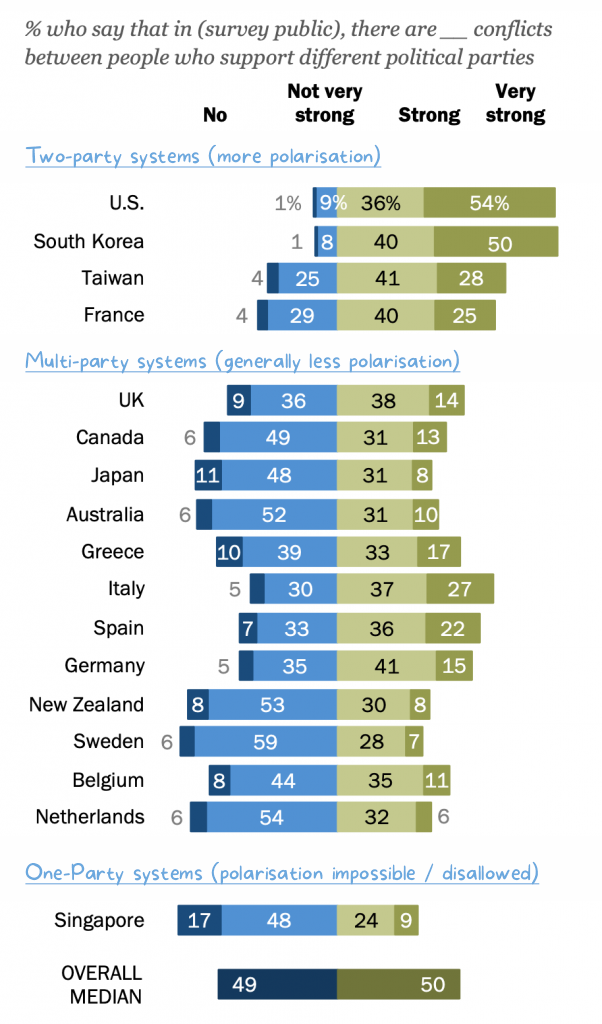 % who say that in (survey public), there are __ conflicts
between people who support different political parties
No Not very strong Strong Very strong
Two-party systems (more polarisation)
U.S. 1% 9% 36% 54%
South Korea 1 8 40 50
Taiwan 4 25 41 28
France 4 29 40 25
Multi-party systems (generally less polarisation)
UK 9 36 38 14
Canada 6 49 31 13
Japan 11 48 31 8
Australia 6 52 31 10
Greece 10 39 33 17
Italy 5 30 37 27
Spain 7 33 36 22
Germany 5 35 41 15
New Zealand 8 53 30 8
Sweden 6 59 28 7
Belgium 8 44 35 11
Netherlands 6 54 32 6
One-Party systems (polarisation impossible / disallowed)
Singapore 17 48 24 9
OVERALL
MEDIAN 49 50